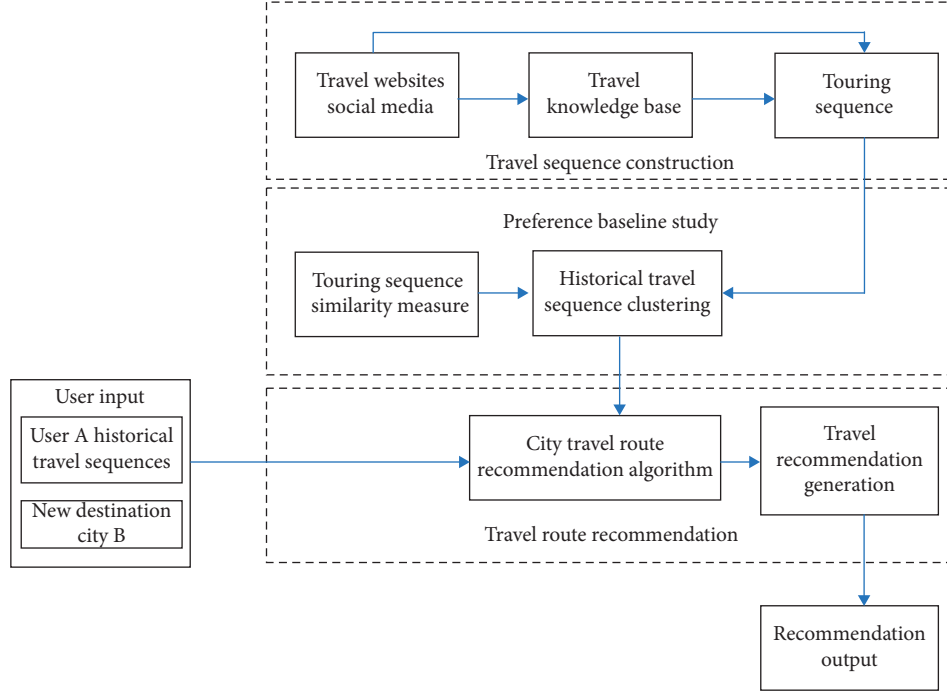 Travel websites
social media
Travel
knowledge base
Touring
sequence
Travel sequence construction
Preference baseline study
Touring sequence
similarity measure
Historical travel
sequence clustering
User input
User A historical
travel sequences
New destination
city B
City travel route
recommendation algorithm
Travel
recommendation
generation
Travel route recommendation
Recommendation
output